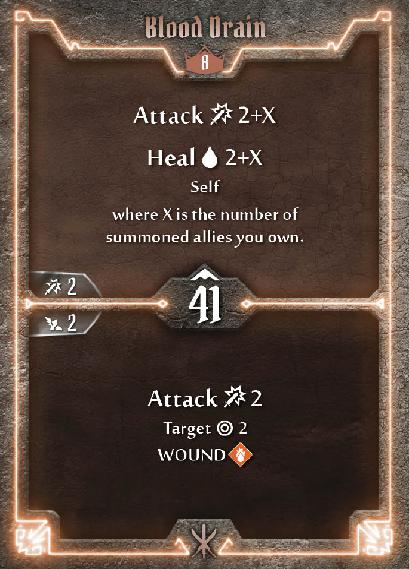 Blood Drain
8
Attack 2+X
Heal 2+X
Self
where X is the number of
summoned allies you own.
2
41
2
Attack 2
Target 2
WOUND